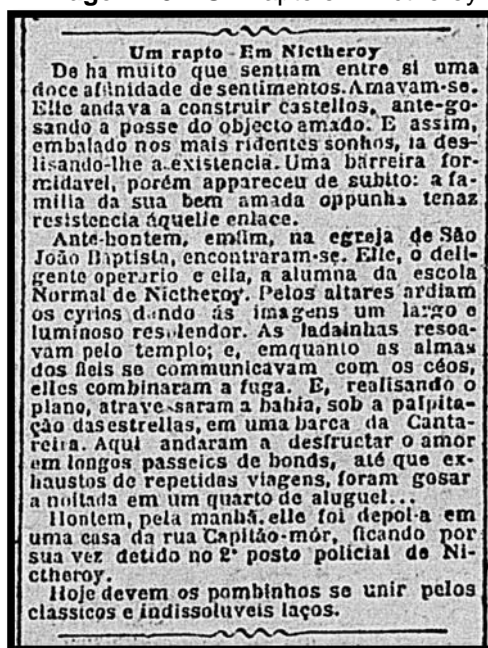 Um rapto - Em Nictheroy
De ha muito que sentiam entre si uma
doce afinidade de sentimentos. Amavam-se.
Elle andava a construir castellos, ante-go-
sando a posse do objecto amado. E assim,
embalado nos mais ridentes sonhos, ia des-
lisando-lhe a existencia. Uma barreira for-
midavel, porém appareceu de subito: a fa-
milia da sua bem amada oppunha tenaz
resistencia áquelle enlace.
Ante-hontem, emfim, na egreja de São
João Baptista, encontraram-se. Elle, o deli-
gente operario e ella, a alumna da escola
Normal de Nictheroy. Pelos altares ardiam
os cyrios dando ás imagens um largo e
luminoso resplendor. As ladainhas resoa-
vam pelo templo; e, emquanto as almas
dos fieis se communicavam com os céos,
elles combinaram a fuga. E, realisando o
plano, atravessaram a bahia, sob a palpita-
ção das estrellas, em uma barca da Canta-
reira. Aqui andaram a desfructar o amor
em longos passeios de bonds, até que ex-
haustos de repetidas viagens, foram gosar
a noitada em um quarto de aluguel...
Hontem, pela manhã. elle foi depol-a em
uma casa da rua Capitão-mór, ficando por
sua vez detido no 2º posto policial de Ni-
ctheroy.
Hoje devem os pombinhos se unir pelos
classicos e indissoluveis laços.